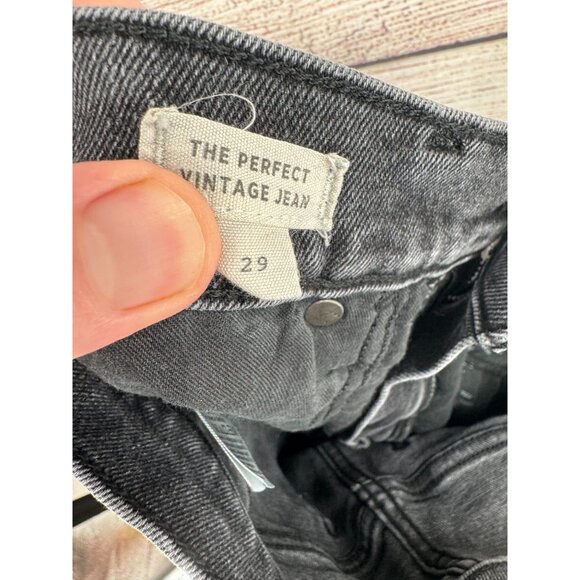 THE PERFECT
VINTAGE JEAN
29